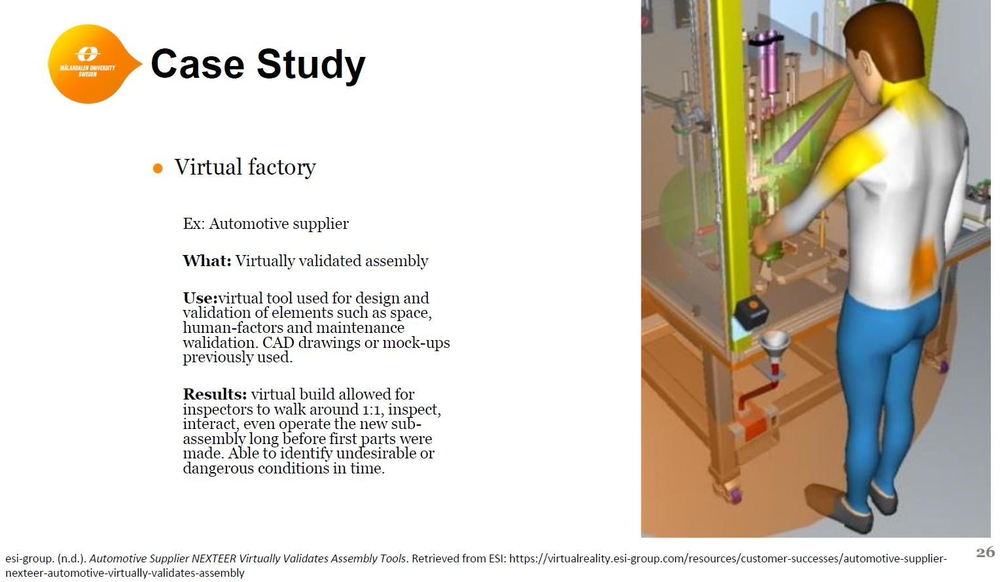 MÄLARDALEN UNIVERSITY
SWEDEN
Case Study
Virtual factory
Ex: Automotive supplier
What: Virtually validated assembly
Use:virtual tool used for design and
validation of elements such as space,
human-factors and maintenance
walidation. CAD drawings or mock-ups
previously used.
Results: virtual build allowed for
inspectors to walk around 1:1, inspect,
interact, even operate the new sub-
assembly long before first parts were
made. Able to identify undesirable or
dangerous conditions in time.
26
esi-group. (n.d.). Automotive Supplier NEXTEER Virtually Validates Assembly Tools. Retrieved from ESI: https://virtualreality.esi-group.com/resources/customer-successes/automotive-supplier-
nexteer-automotive-virtually-validates-assembly